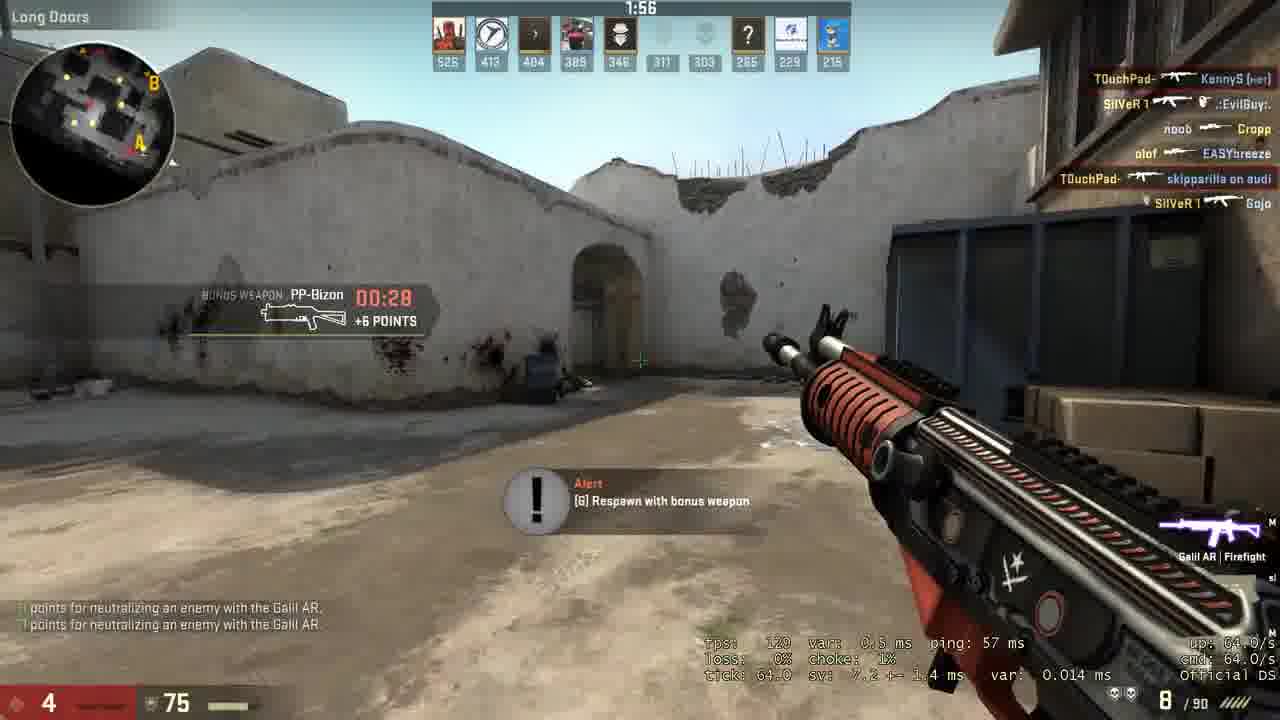 Long Doors
1:56
B
A
?
525 413 404 389 346 311 303 265 229 215
T0uchPad- KennyS [HER]
SilVeR 1 .:EvilGuy:.
noob Cropp
olof EASYbreeze
T0uchPad- skipparilla on audi
SilVeR 1 Gojo
BONUS WEAPON PP-Bizon 00:28
+6 POINTS
Alert
[G] Respawn with bonus weapon
Galil AR | Firefight
points for neutralizing an enemy with the Galil AR.
points for neutralizing an enemy with the Galil AR.
fps: 120 var: 0.5 ms ping: 57 ms
loss: 0% choke: 1%
tick: 64.0 sv: 7.2 +- 1.4 ms var: 0.014 ms
up: 64.0/s
cmd: 64.0/s
Official DS
4 75
8 / 90